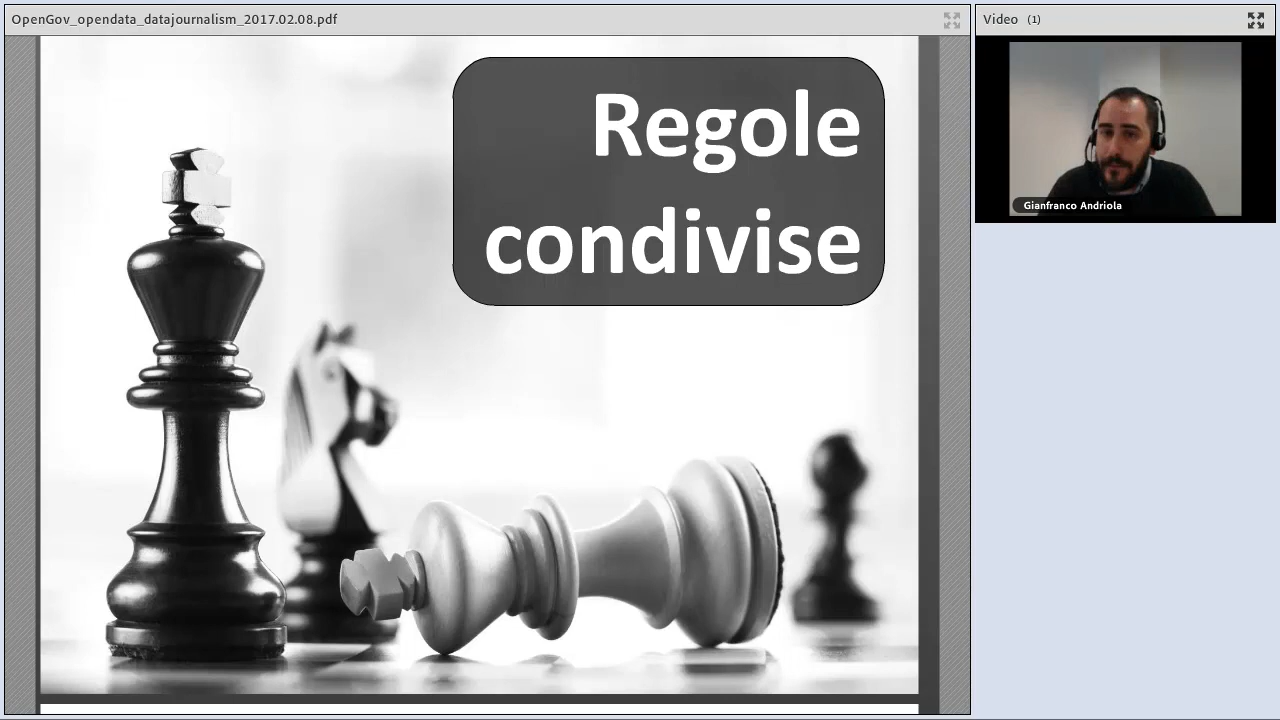 OpenGov_opendata_datajournalism_2017.02.08.pdf
Video (1)
Regole
condivise
Gianfranco Andriola